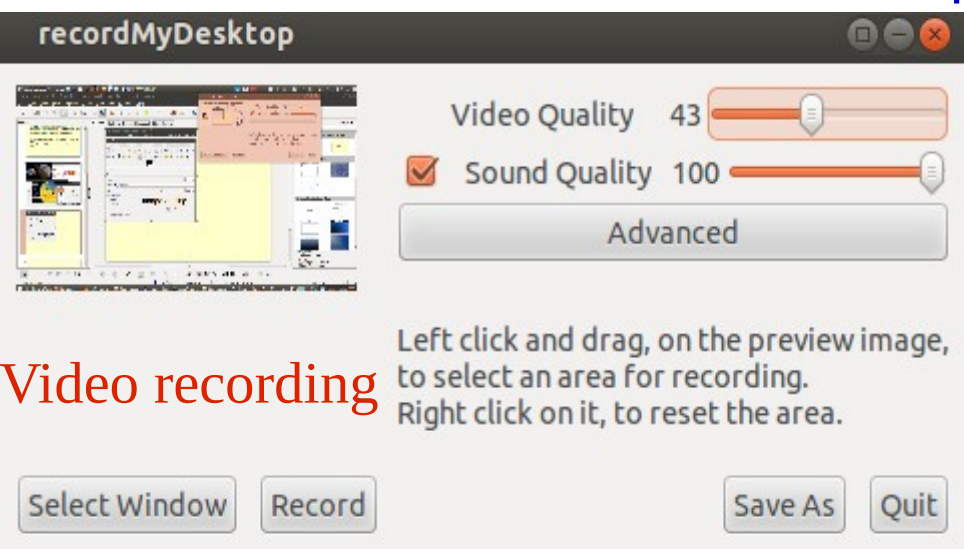 recordMyDesktop
Video Quality 43
Sound Quality 100
Advanced
Left click and drag, on the preview image,
to select an area for recording.
Right click on it, to reset the area.
Video recording
Select Window Record Save As Quit